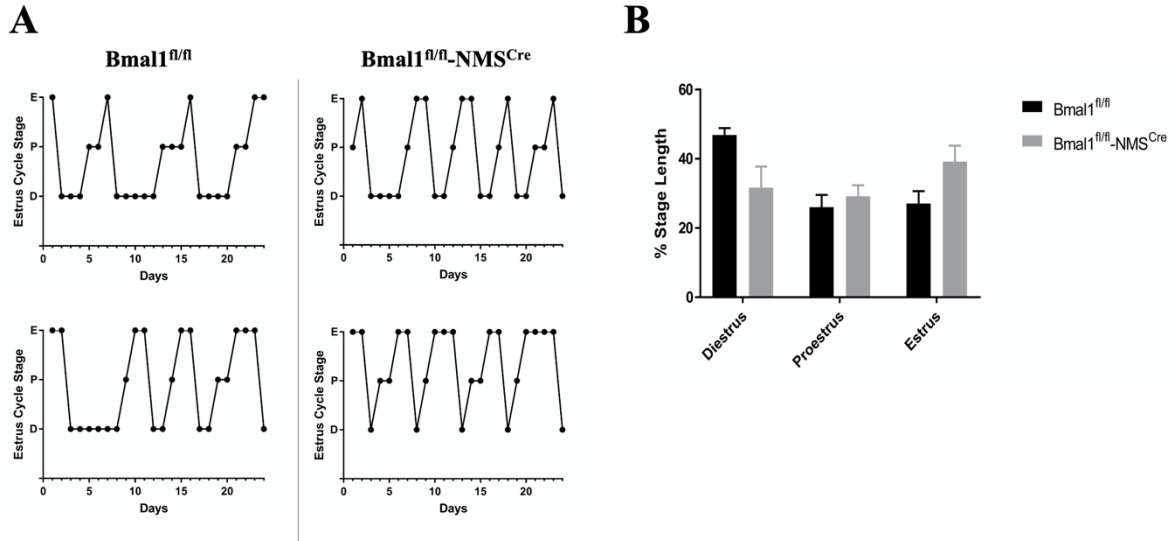 A
B
Bmal1fl/fl
Bmal1fl/fl-NMSCre
Estrus Cycle Stage
E
P
D
0 5 10 15 20
Days
Estrus Cycle Stage
E
P
D
0 5 10 15 20
Days
Estrus Cycle Stage
E
P
D
0 5 10 15 20
Days
Estrus Cycle Stage
E
P
D
0 5 10 15 20
Days
% Stage Length
60
40
20
0
Diestrus
Proestrus
Estrus
Bmal1fl/fl
Bmal1fl/fl-NMSCre